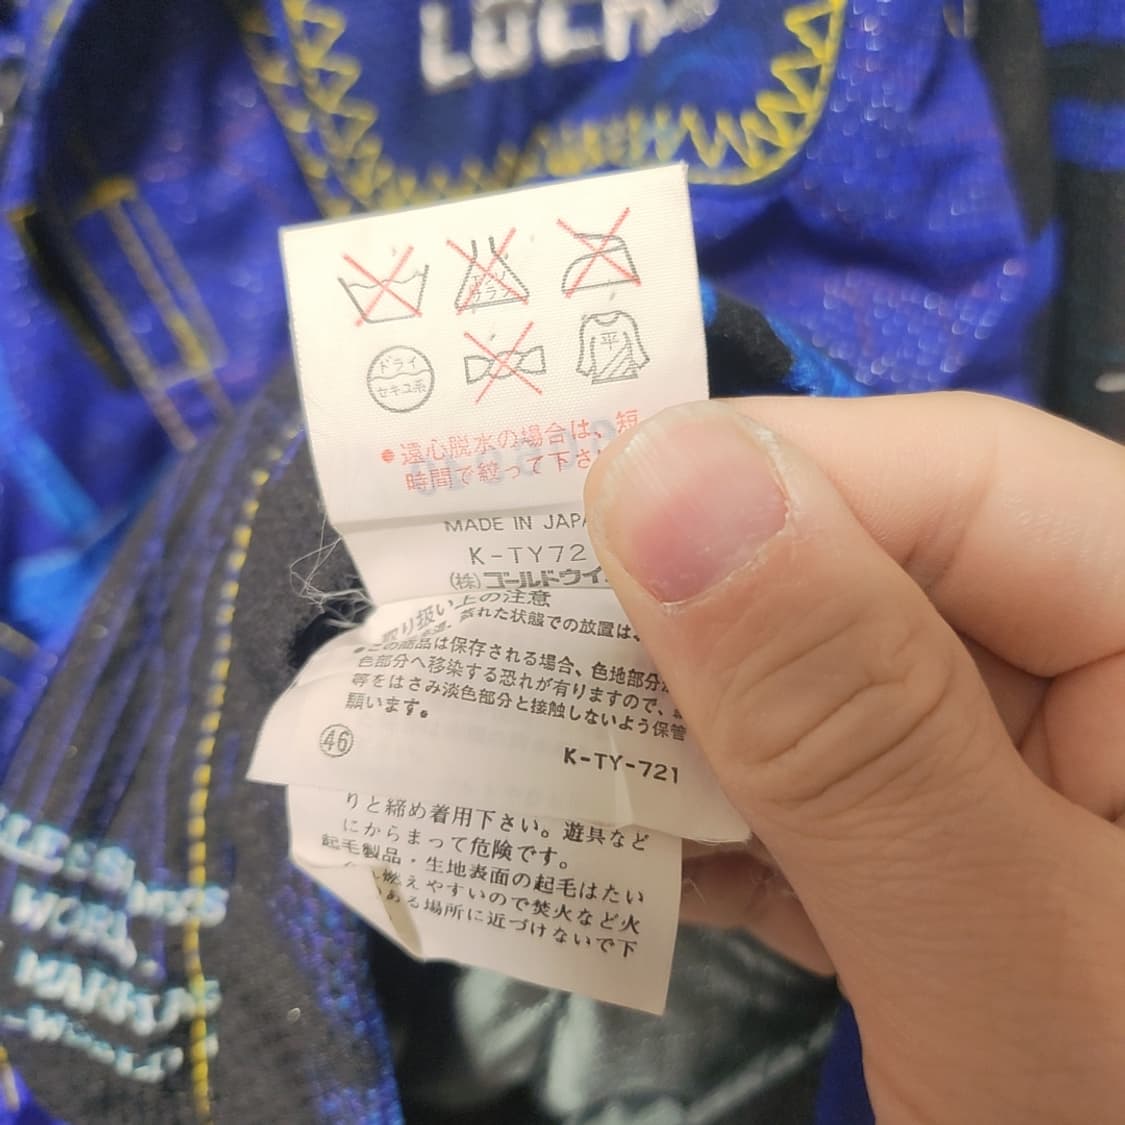 LOCA
ドライ
セキユ系
平
●遠心脱水の場合は、短
時間で絞って下さ
MADE IN JAPA
K-TY72
(株)ゴールドウイ
取り扱い上の注意
れた状態での放置は、
●この商品は保存される場合、色地部分
色部分へ移染する恐れが有りますので、
等をはさみ淡色部分と接触しないよう保管
願います。
㊻
K-TY-721
りと締め着用下さい。遊具など
にからまって危険です。
起毛製品・生地表面の起毛はたい
燃えやすいので焚火など火
ある場所に近づけないで下
WORK